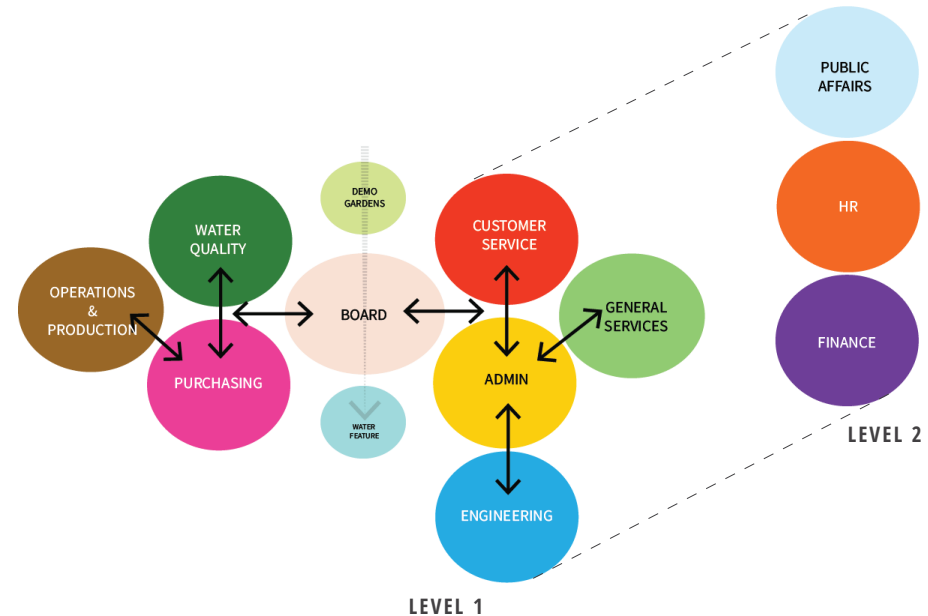 PUBLIC
AFFAIRS
HR
FINANCE
LEVEL 2
DEMO
GARDENS
WATER
QUALITY
CUSTOMER
SERVICE
OPERATIONS
&
PRODUCTION
BOARD
GENERAL
SERVICES
PURCHASING
ADMIN
WATER
FEATURE
ENGINEERING
LEVEL 1